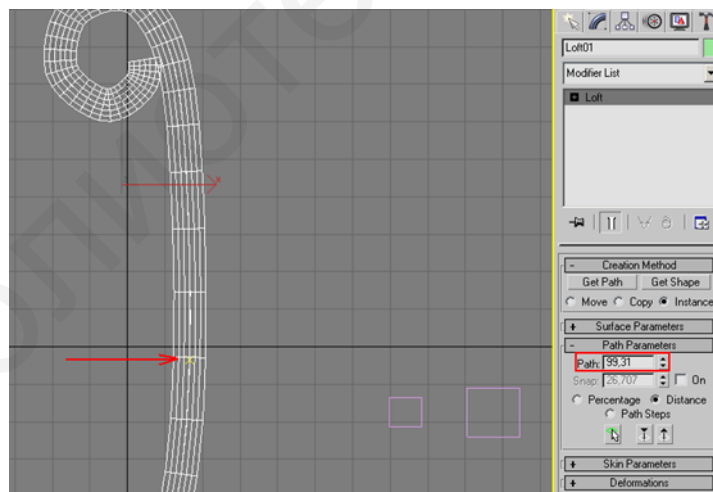 x
Loft01
Modifier List
Loft
- Creation Method
Get Path Get Shape
Move Copy Instance
+ Surface Parameters
- Path Parameters
Path: 99,31
Snap: 26,707 On
Percentage Distance
Path Steps
+ Skin Parameters
+ Deformations